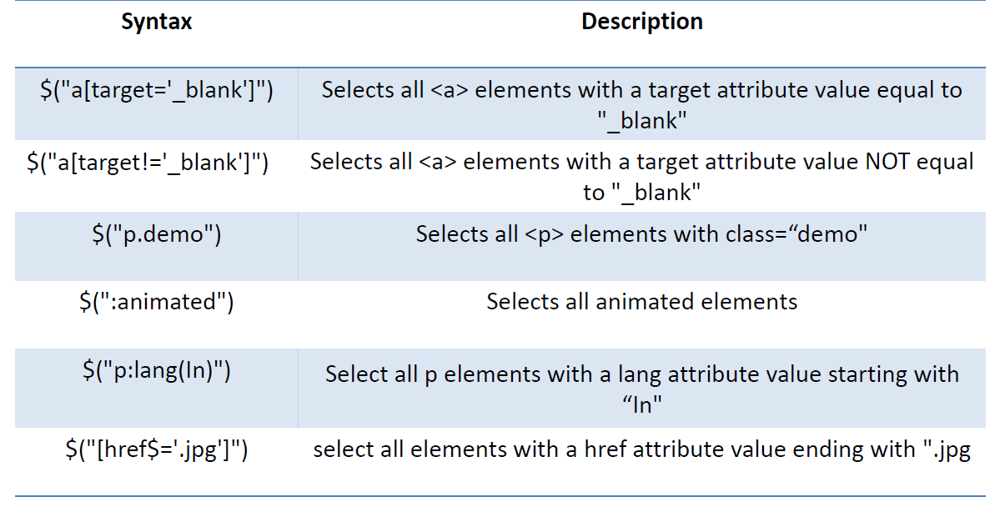 Syntax Description
$("a[target='_blank']") Selects all <a> elements with a target attribute value equal to
"_blank"
$("a[target!='_blank']") Selects all <a> elements with a target attribute value NOT equal
to "_blank"
$("p.demo") Selects all <p> elements with class=“demo"
$(":animated") Selects all animated elements
$("p:lang(In)") Select all p elements with a lang attribute value starting with
“In"
$("[href$='.jpg']") select all elements with a href attribute value ending with ".jpg